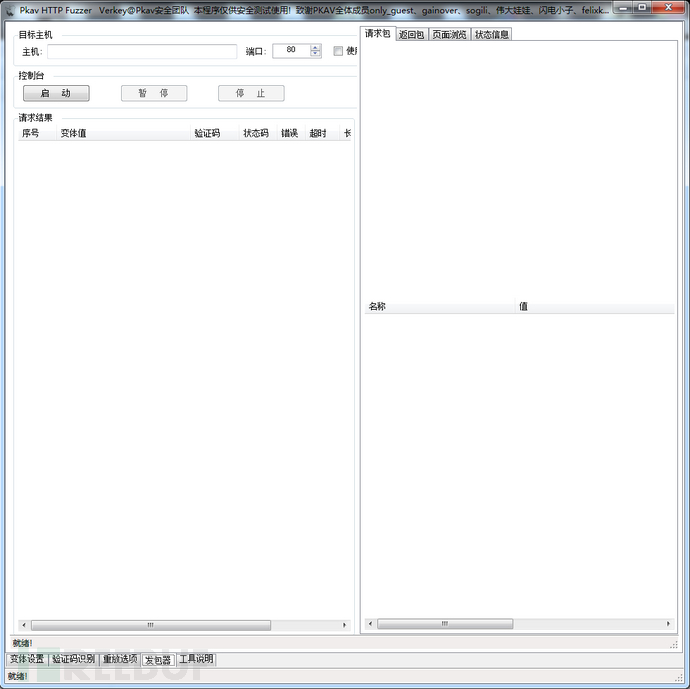 Pkav HTTP Fuzzer Verkey@Pkav安全团队 本程序仅供安全测试使用！致谢PKAV全体成员only_guest、gainover、sogili、伟大娃娃、闪电小子、felixk...
目标主机
主机: 端口: 80
控制台
启 动 暂 停 停 止
请求结果
序号 变体值 验证码 状态码 错误 超时 长
请求包 返回包 页面浏览 状态信息
名称 值
就绪!
变体设置 验证码识别 重放选项 发包器 工具说明
FREEBUF
就绪!